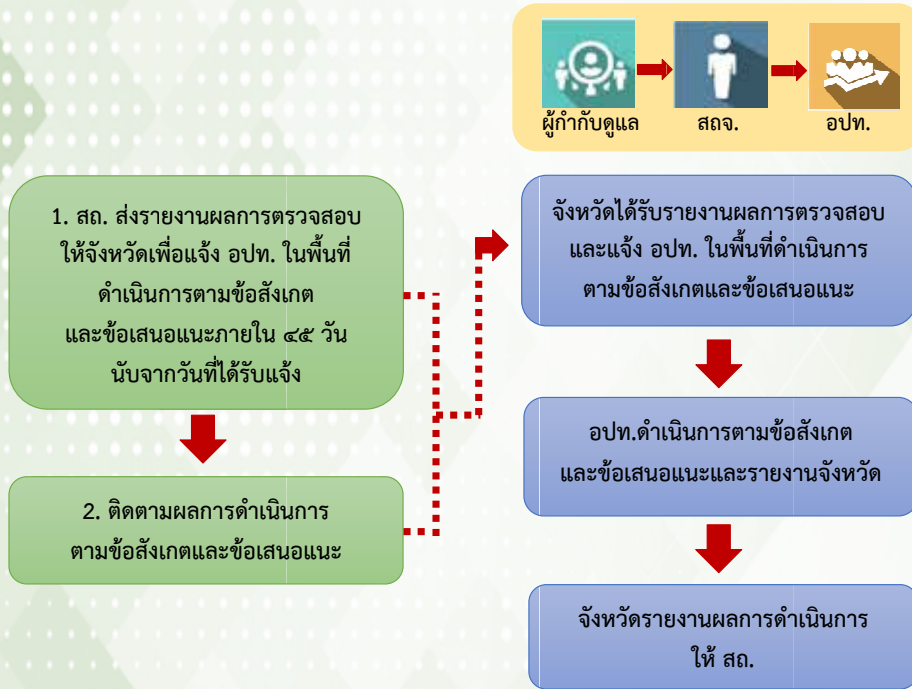 ผู้กำกับดูแล
สถจ.
อปท.
1. สถ. ส่งรายงานผลการตรวจสอบ
ให้จังหวัดเพื่อแจ้ง อปท. ในพื้นที่
ดำเนินการตามข้อสังเกต
และข้อเสนอแนะภายใน ๔๕ วัน
นับจากวันที่ได้รับแจ้ง
2. ติดตามผลการดำเนินการ
ตามข้อสังเกตและข้อเสนอแนะ
จังหวัดได้รับรายงานผลการตรวจสอบ
และแจ้ง อปท. ในพื้นที่ดำเนินการ
ตามข้อสังเกตและข้อเสนอแนะ
อปท.ดำเนินการตามข้อสังเกต
และข้อเสนอแนะและรายงานจังหวัด
จังหวัดรายงานผลการดำเนินการ
ให้ สถ.